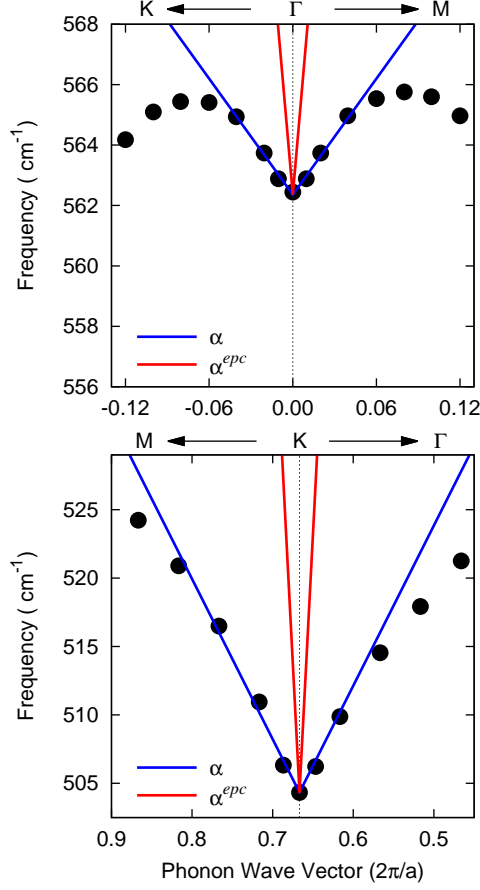 K ← Γ → M
568
566
564
562
560
558
556
Frequency ( cm⁻¹)
α
α^epc
-0.12 -0.06 0.00 0.06 0.12
M ← K → Γ
525
520
515
510
505
Frequency ( cm⁻¹)
α
α^epc
0.9 0.8 0.7 0.6 0.5
Phonon Wave Vector (2π/a)